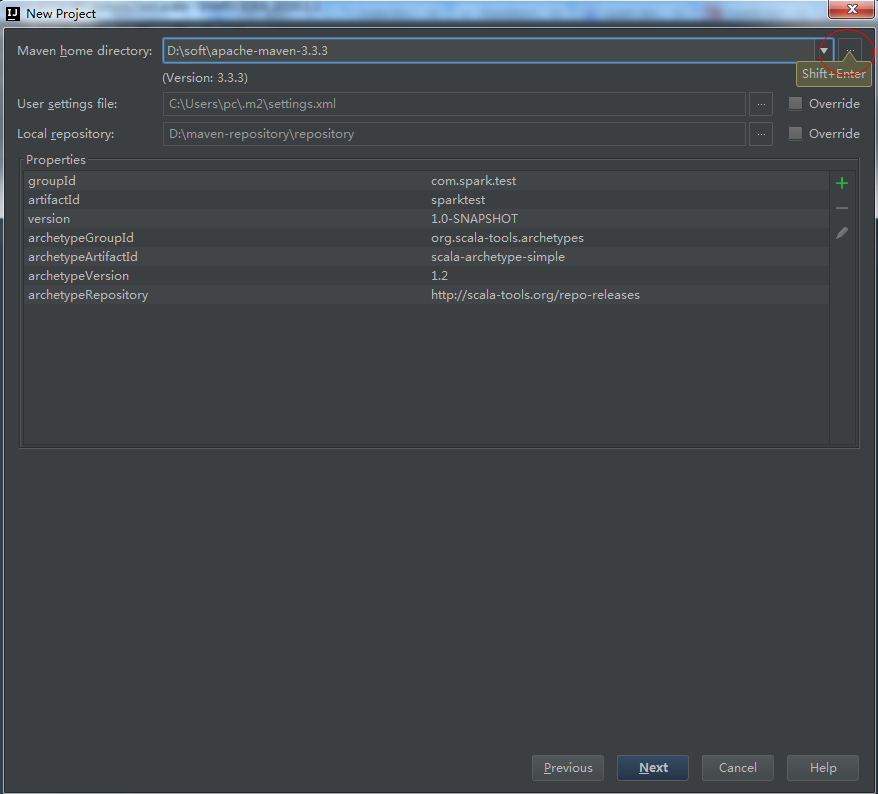 IJ New Project
Maven home directory: D:\soft\apache-maven-3.3.3 ...
Shift+Enter
(Version: 3.3.3)
User settings file: C:\Users\pc\.m2\settings.xml ... Override
Local repository: D:\maven-repository\repository ... Override
Properties
groupId com.spark.test
artifactId sparktest
version 1.0-SNAPSHOT
archetypeGroupId org.scala-tools.archetypes
archetypeArtifactId scala-archetype-simple
archetypeVersion 1.2
archetypeRepository http://scala-tools.org/repo-releases
Previous Next Cancel Help